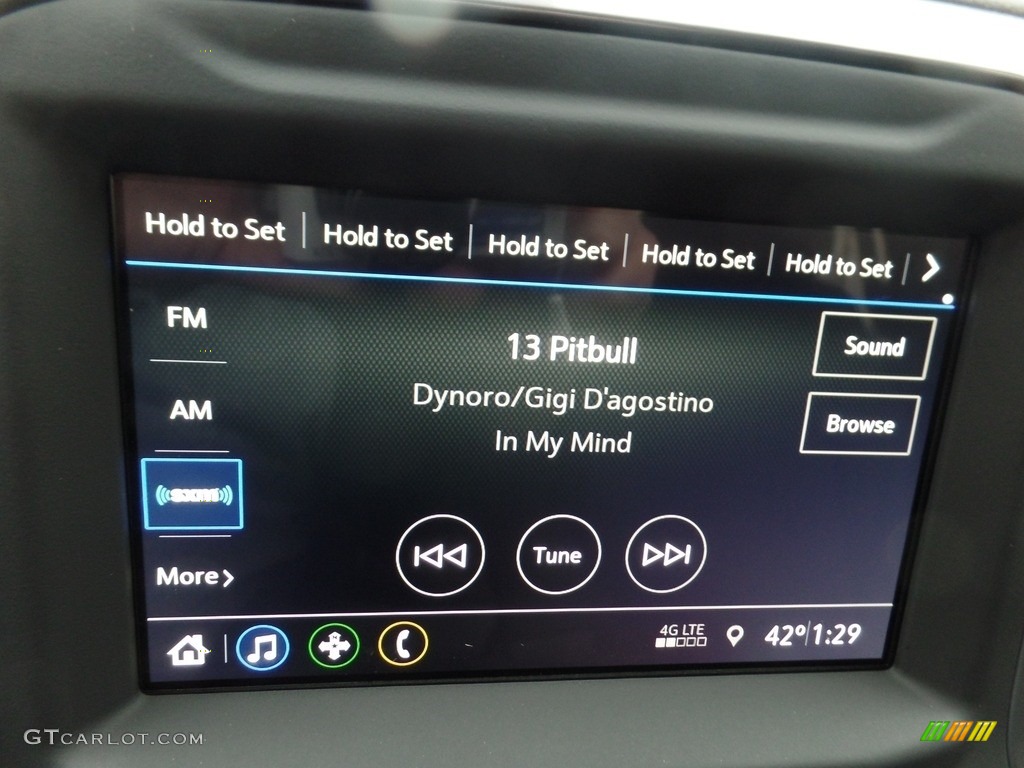 Hold to Set Hold to Set Hold to Set Hold to Set Hold to Set
FM
13 Pitbull
Sound
AM
Dynoro/Gigi D'agostino
Browse
In My Mind
sxm
Tune
More
4G LTE
42° 1:29
GTCARLOT.COM